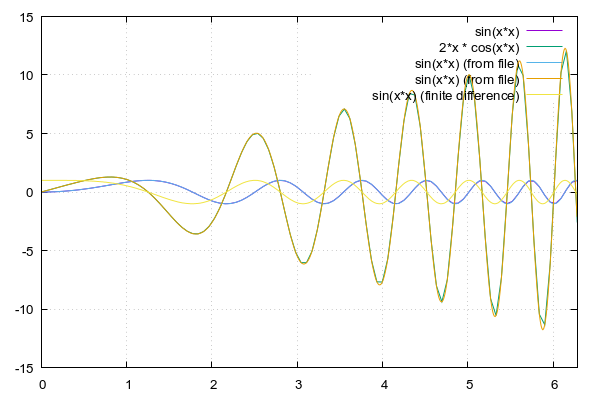 15
10
5
0
-5
-10
-15
sin(x*x)
2*x * cos(x*x)
sin(x*x) (from file)
sin(x*x) (from file)
sin(x*x) (finite difference)
0 1 2 3 4 5 6